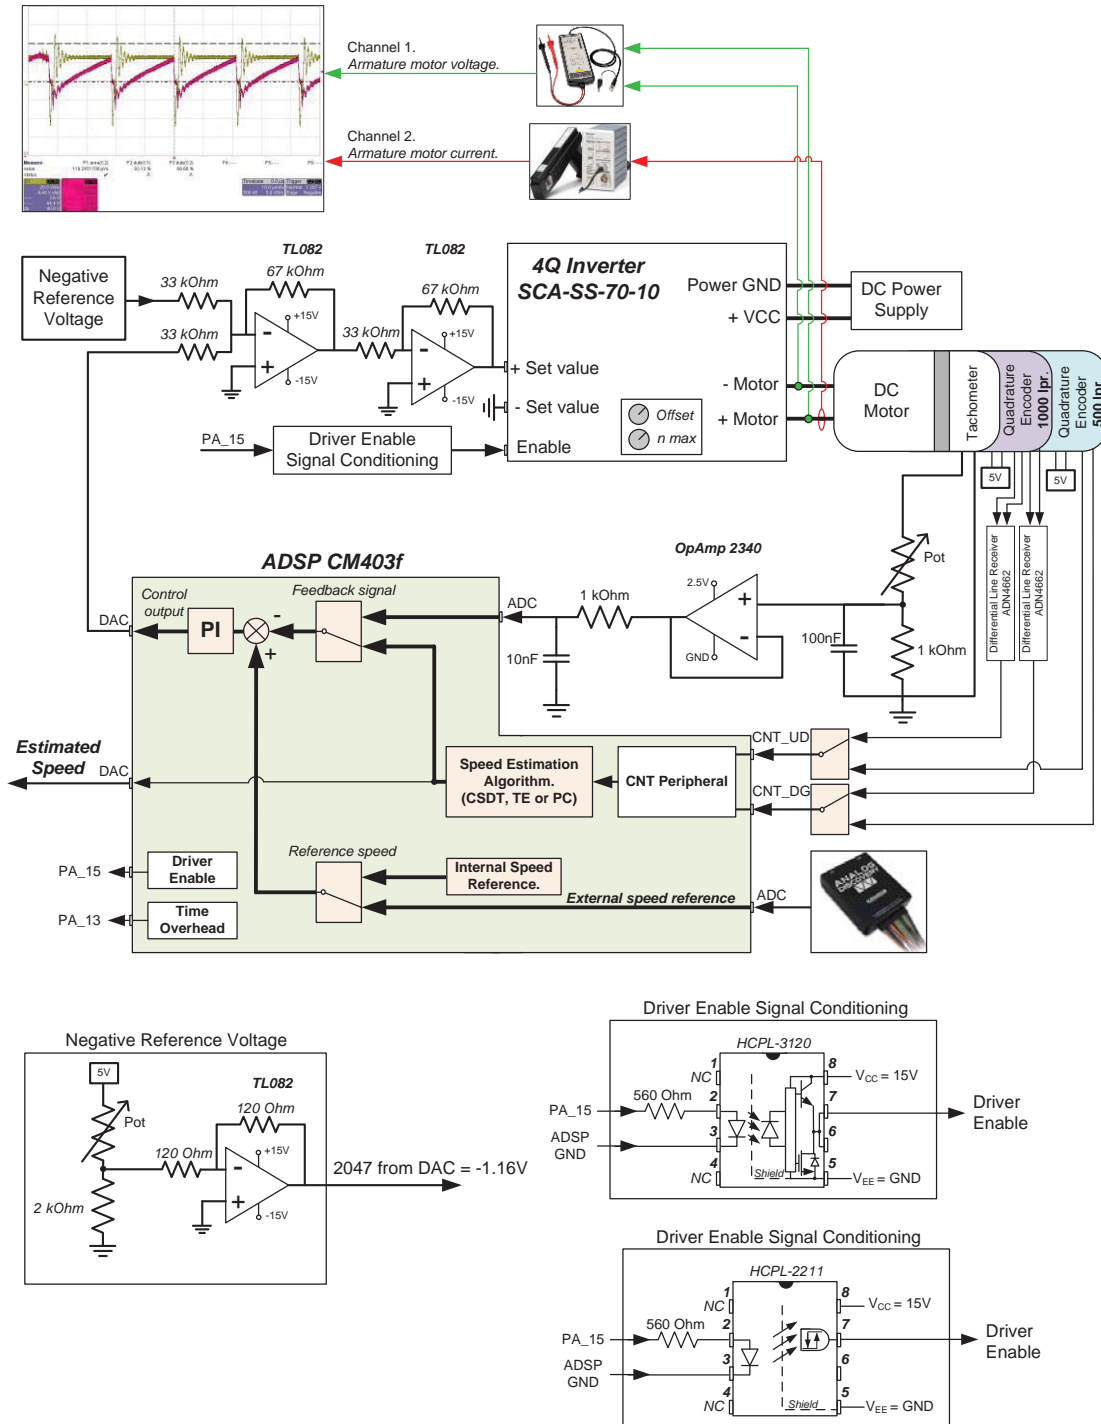 Channel 1.
Armature motor voltage.
Channel 2.
Armature motor current.
Measure
value
status
TL082
TL082
Negative
Reference
Voltage
33 kOhm
67 kOhm
33 kOhm
+15V
-15V
33 kOhm
67 kOhm
+15V
-15V
4Q Inverter
SCA-SS-70-10
Power GND
+ VCC
+ Set value
- Set value
Enable
- Motor
+ Motor
Offset
n max
DC Power
Supply
DC
Motor
Tachometer
Quadrature
Encoder
1000 lpr.
Quadrature
Encoder
500 lpr
5V
5V
PA_15
Driver Enable
Signal Conditioning
Differential Line Receiver
ADN4662
Differential Line Receiver
ADN4662
Pot
1 kOhm
100nF
OpAmp 2340
2.5V
GND
1 kOhm
10nF
ADC
ADSP CM403f
Feedback signal
Control
output
DAC
PI
-
+
Estimated
Speed
DAC
Speed Estimation
Algorithm.
(CSDT, TE or PC)
CNT Peripheral
CNT_UD
CNT_DG
PA_15
Driver
Enable
PA_13
Time
Overhead
Reference speed
Internal Speed
Reference.
External speed reference
ADC
ANALOG
DISCOVERY
Negative Reference Voltage
5V
Pot
2 kOhm
120 Ohm
TL082
120 Ohm
+15V
-15V
2047 from DAC = -1.16V
Driver Enable Signal Conditioning
HCPL-3120
1
NC
2
3
4
NC
8
7
6
5
PA_15
560 Ohm
ADSP
GND
Shield
VCC = 15V
VEE = GND
Driver
Enable
Driver Enable Signal Conditioning
HCPL-2211
1
NC
2
3
4
NC
8
7
6
5
PA_15
560 Ohm
ADSP
GND
Shield
VCC = 15V
VEE = GND
Driver
Enable